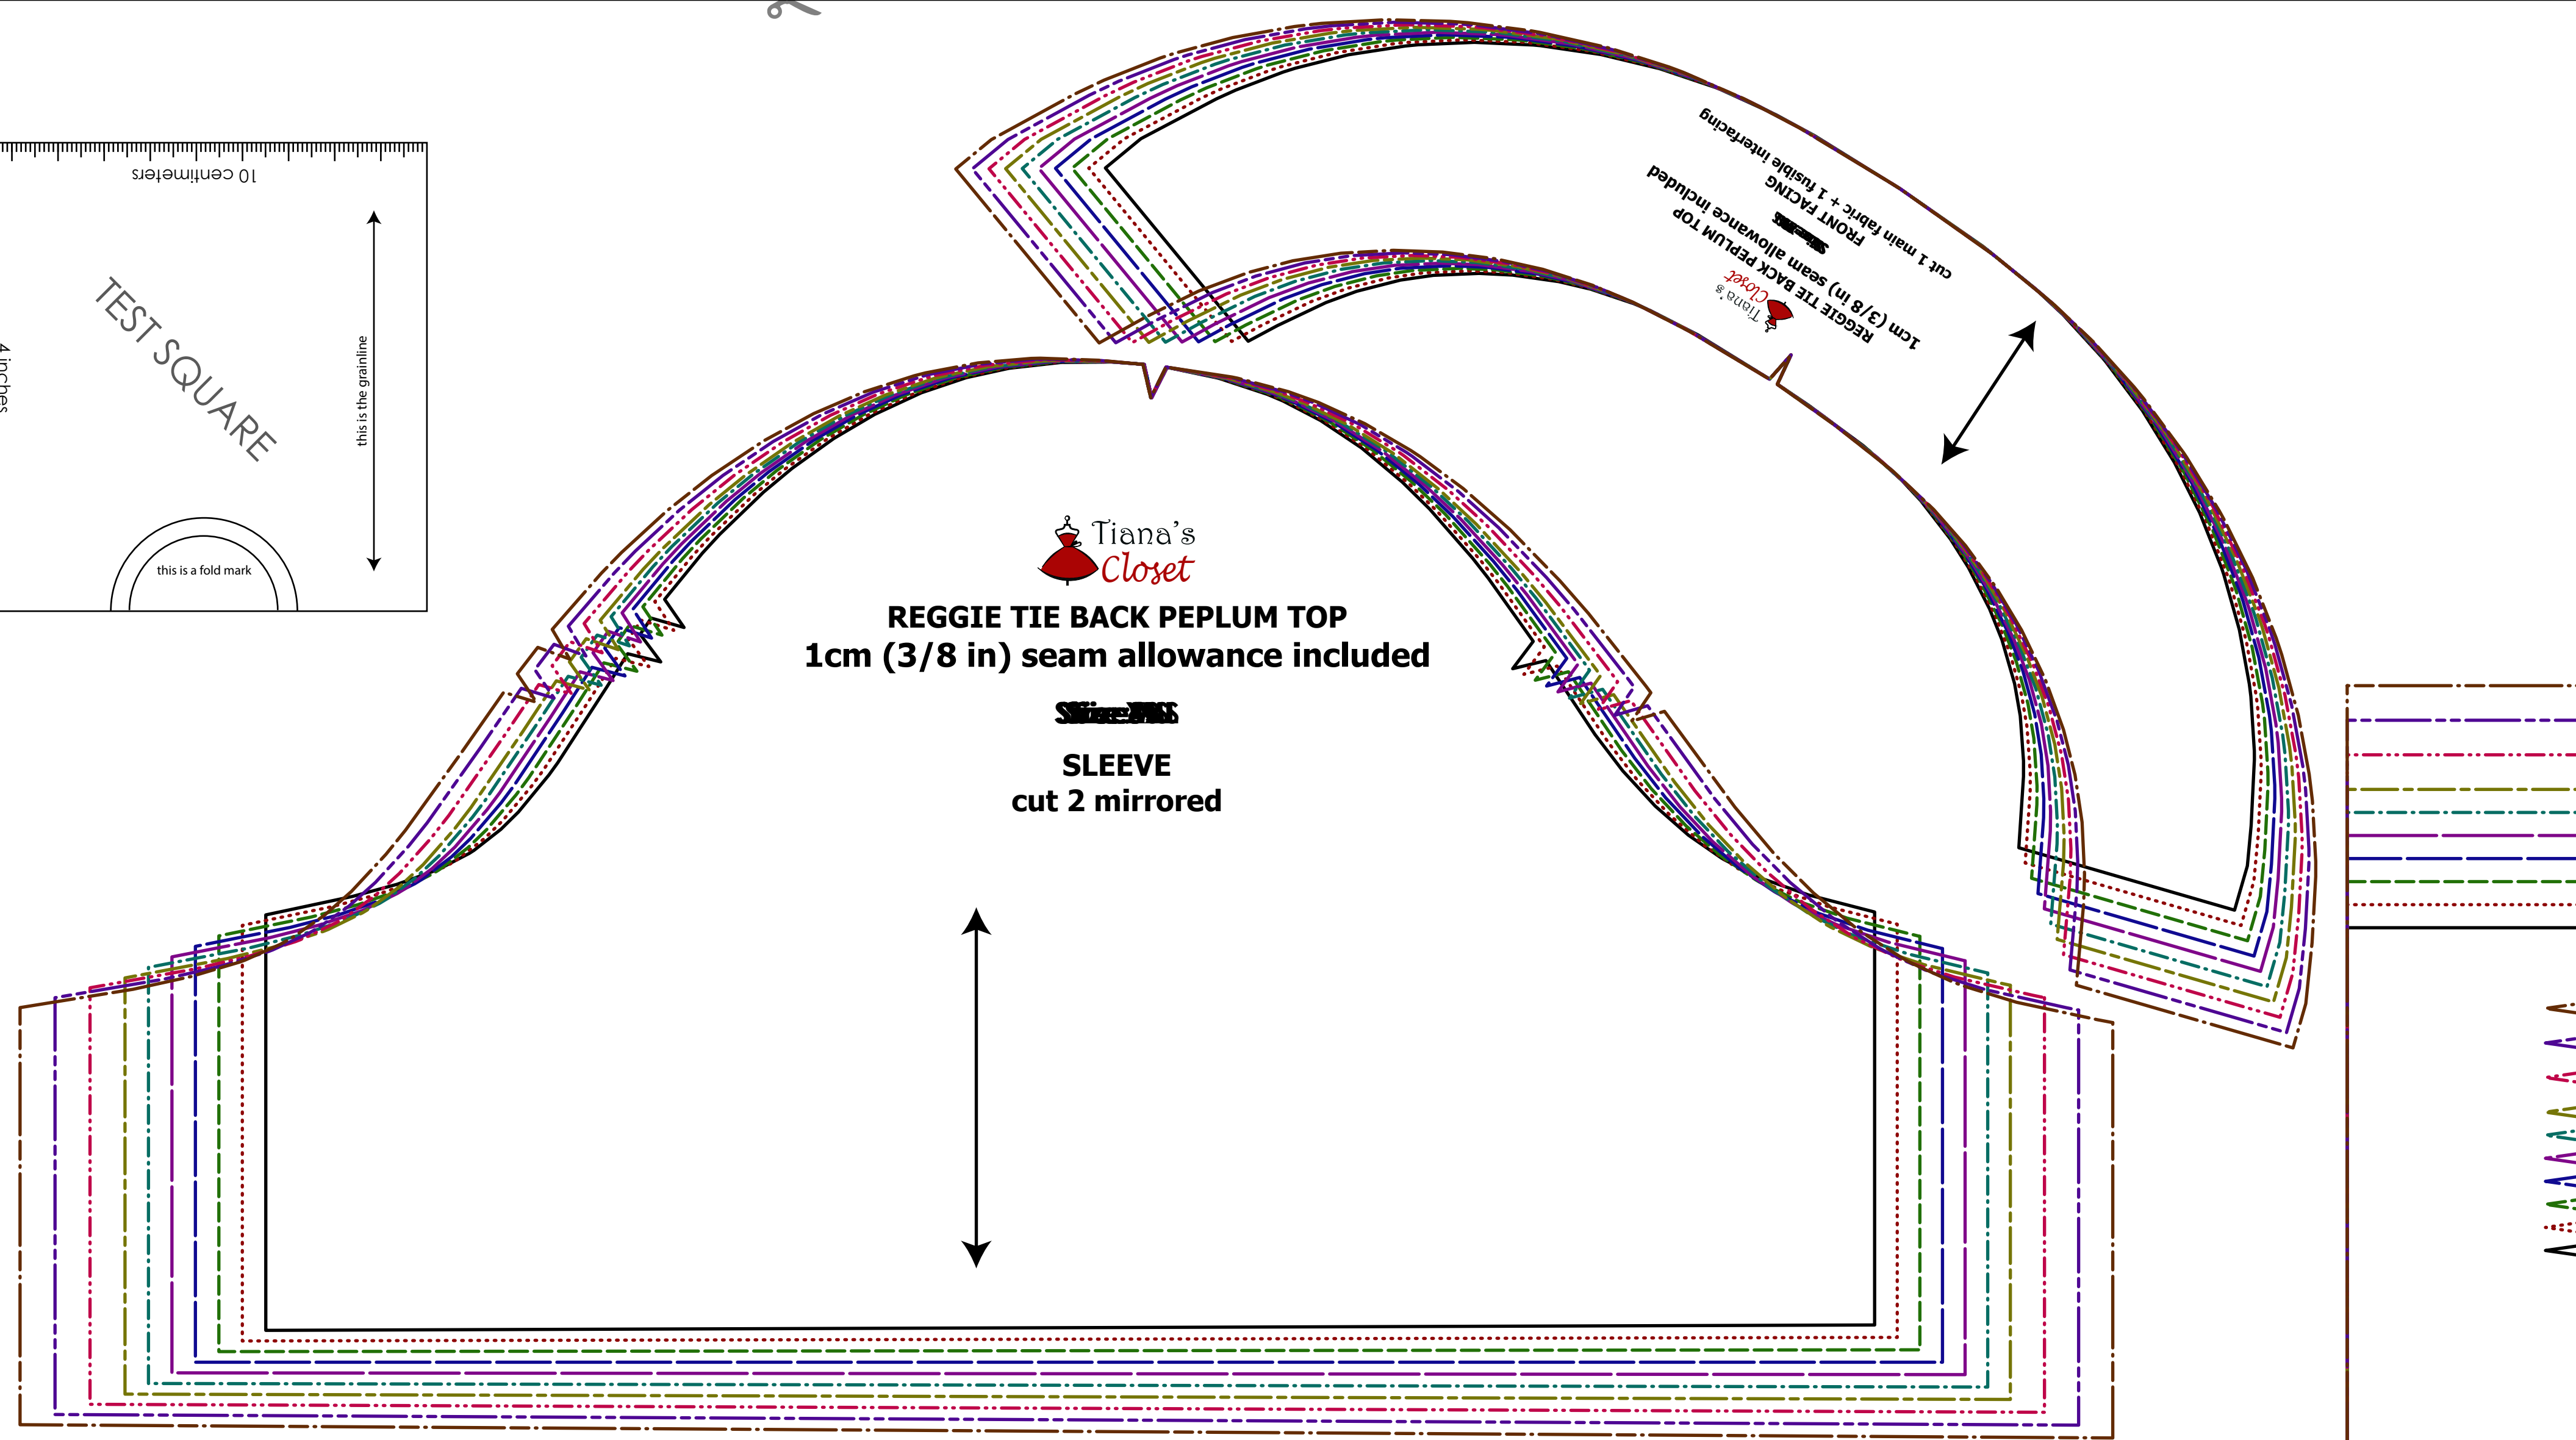 10 centimeters
TEST SQUARE
4 inches
this is the grainline
this is a fold mark
Tiana's
Closet
REGGIE TIE BACK PEPLUM TOP
1cm (3/8 in) seam allowance included
SLEEVE
cut 2 mirrored
Tiana's
Closet
REGGIE TIE BACK PEPLUM TOP
1cm (3/8 in) seam allowance included
FRONT FACING
cut 1 main fabric + 1 fusible interfacing